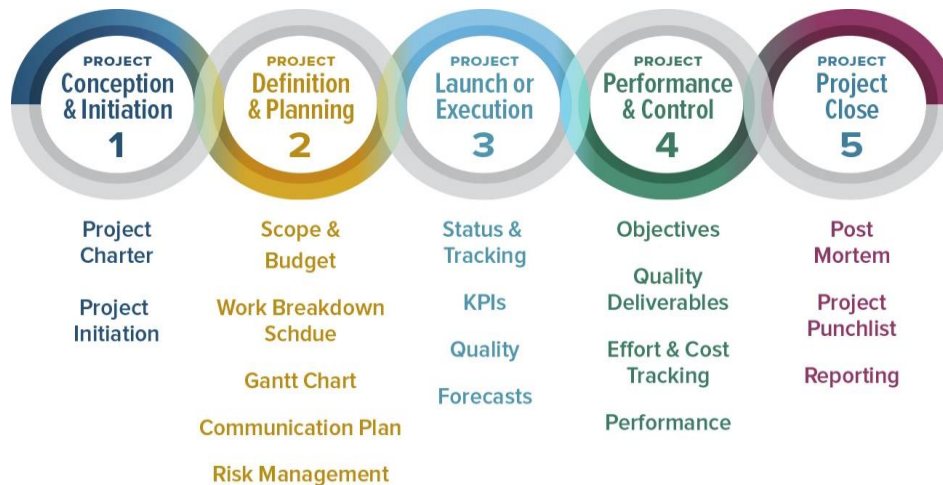 PROJECT
Conception
& Initiation
1
PROJECT
Definition
& Planning
2
PROJECT
Launch or
Execution
3
PROJECT
Performance
& Control
4
PROJECT
Project
Close
5
Project
Charter
Project
Initiation
Scope &
Budget
Work Breakdown
Schdue
Gantt Chart
Communication Plan
Risk Management
Status &
Tracking
KPIs
Quality
Forecasts
Objectives
Quality
Deliverables
Effort & Cost
Tracking
Performance
Post
Mortem
Project
Punchlist
Reporting